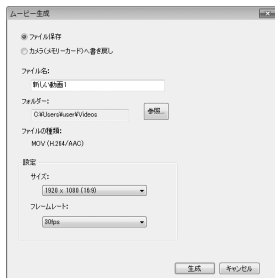 ムービー生成
ファイル保存
カメラ(メモリーカード)へ書き戻し
ファイル名:
新しい動画1
フォルダー:
C:¥Users¥user¥Videos
参照...
ファイルの種類:
MOV (H.264/AAC)
設定
サイズ:
1920 x 1080 (16:9)
フレームレート:
30fps
生成
キャンセル